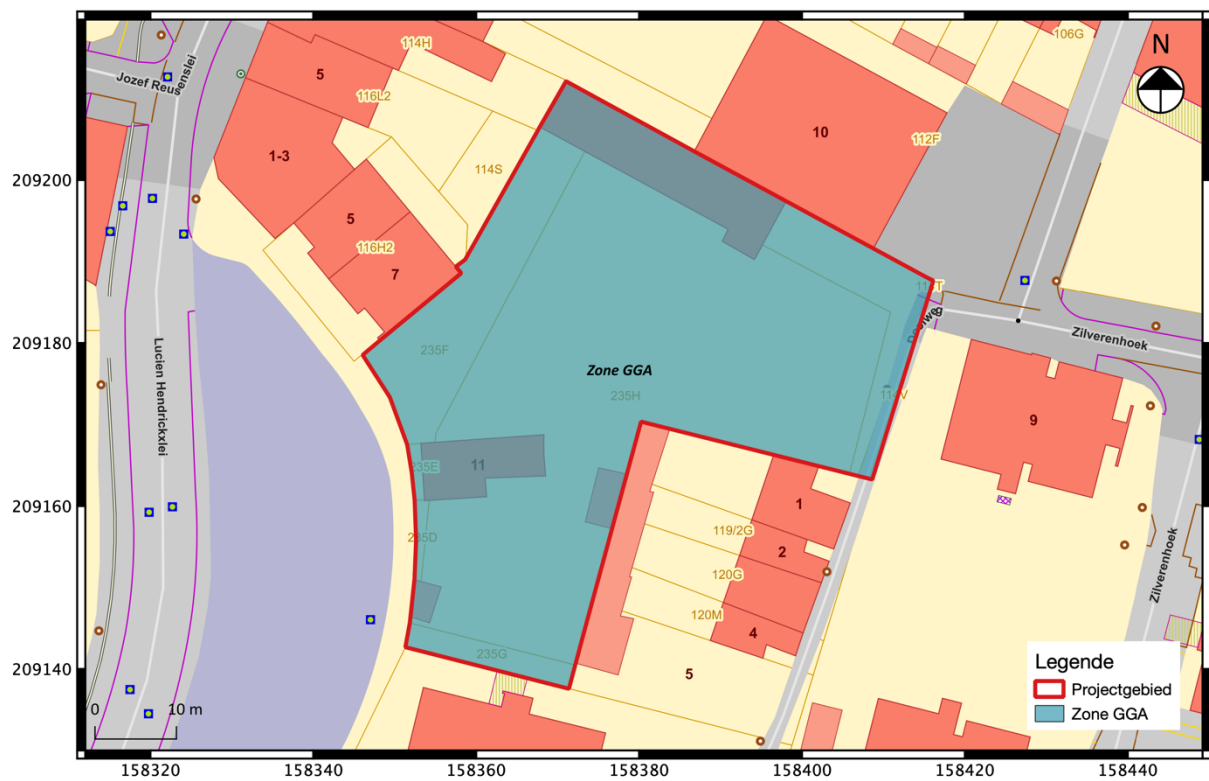 114H
106G
N
Jozef Reusenslei
5
116L2
10
112F
1-3
209200
114S
5
116H2
7
209180
Zilverenhoek
Lucien Hendrickxlei
235F
Zone GGA
235H
114V
9
11
235E
209160
1
119/2G
2
235D
120G
Zilverenhoek
120M
4
209140
235G
5
Legende
Projectgebied
Zone GGA
0 10 m
158320 158340 158360 158380 158400 158420 158440